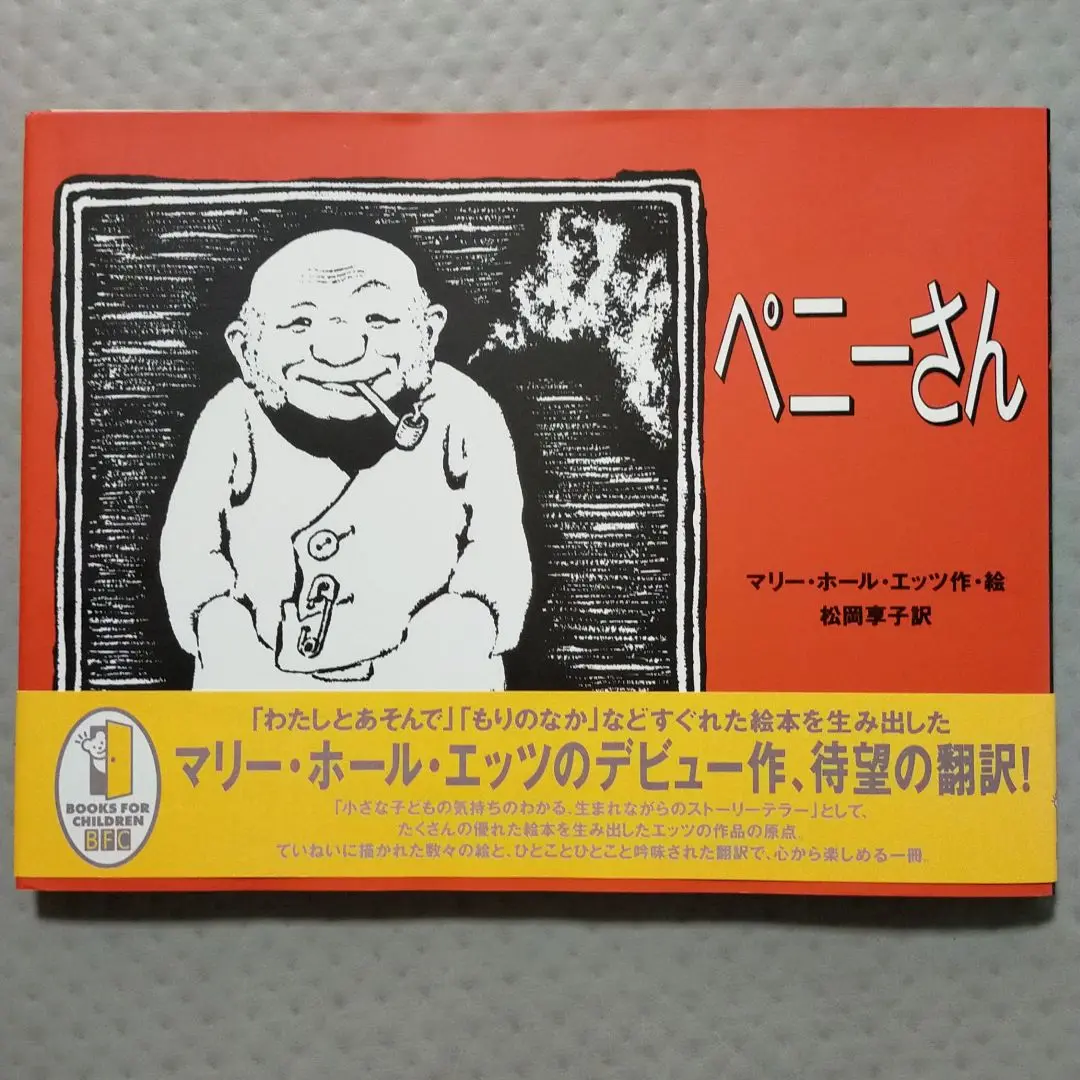 ペニーさん
マリー・ホール・エッツ作・絵
松岡享子訳
「わたしとあそんで」「もりのなか」などすぐれた絵本を生み出した
マリー・ホール・エッツのデビュー作、待望の翻訳!
「小さな子どもの気持ちのわかる、生まれながらのストーリーテラー」として、
たくさんの優れた絵本を生み出したエッツの作品の原点。
ていねいに描かれた数々の絵と、ひとことひとこと吟味された翻訳で、心から楽しめる一冊。
BOOKS FOR
CHILDREN
BFC